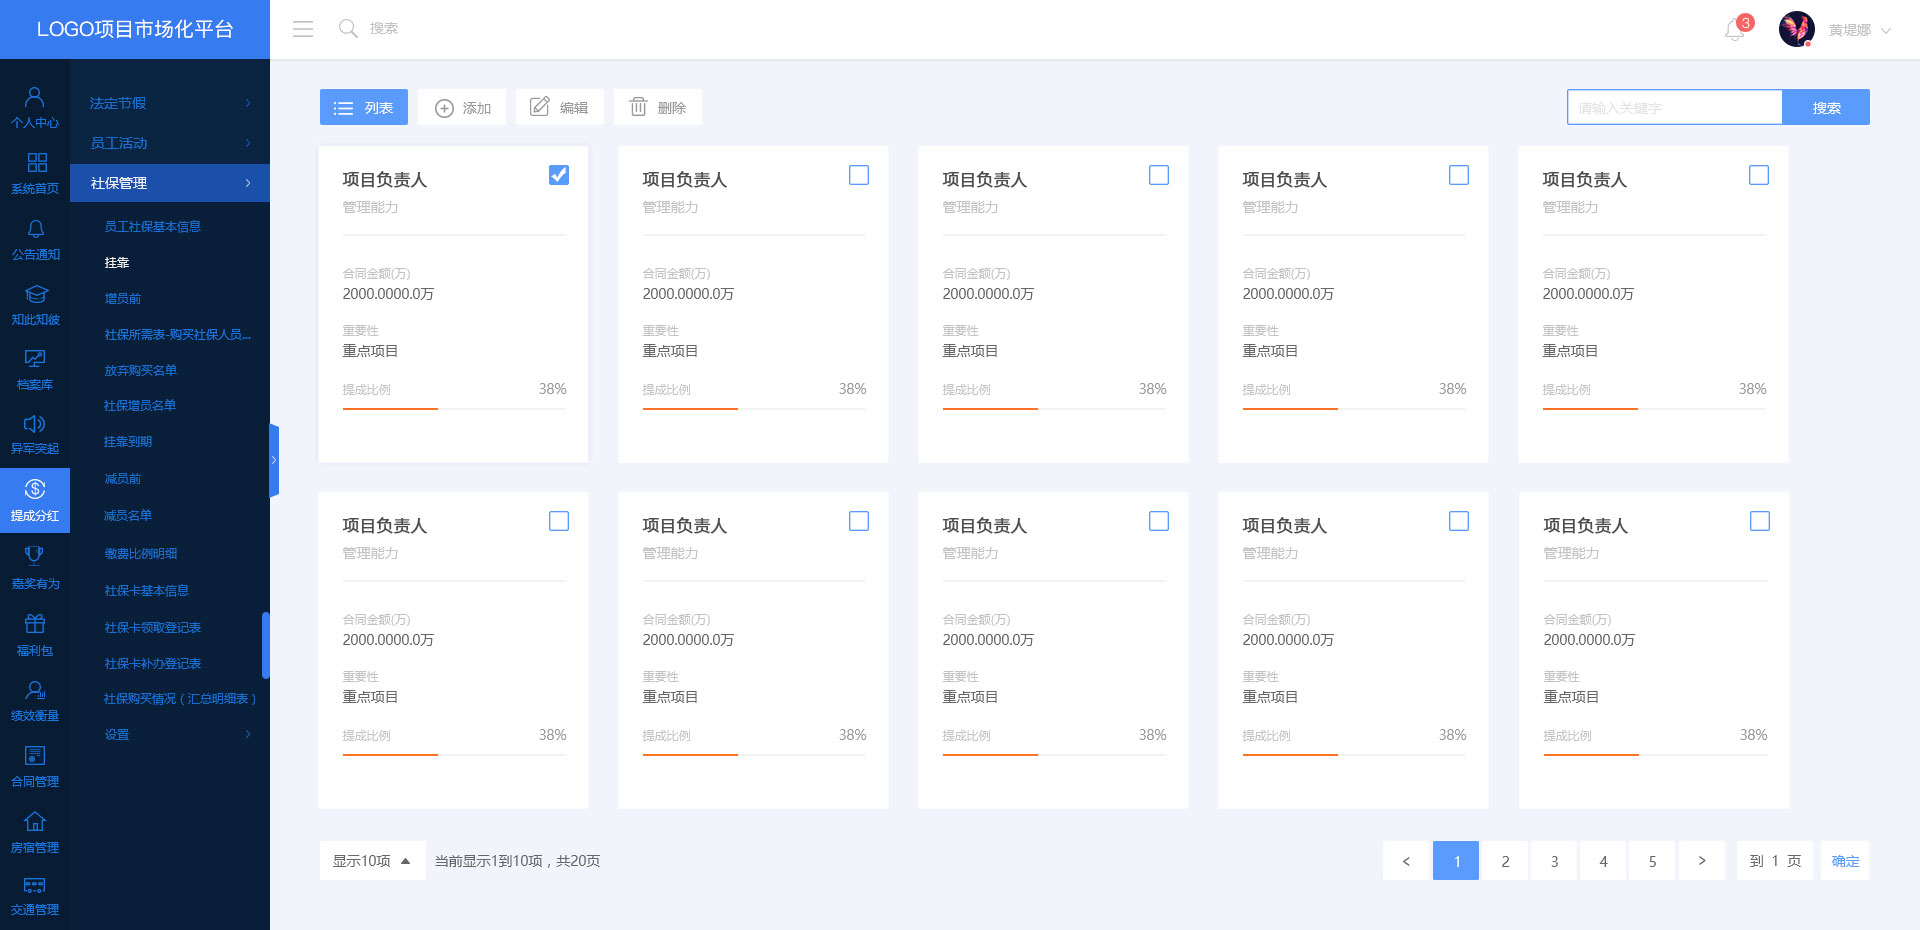 LOGO项目市场化平台
搜索
3
黄堤娜
个人中心
系统首页
公告通知
知此知彼
档案库
异军突起
提成分红
嘉奖有为
福利包
绩效衡量
合同管理
房宿管理
交通管理
法定节假
员工活动
社保管理
员工社保基本信息
挂靠
增员前
社保所需表-购买社保人员...
放弃购买名单
社保增员名单
挂靠到期
减员前
减员名单
缴费比例明细
社保卡基本信息
社保卡领取登记表
社保卡补办登记表
社保购买情况（汇总明细表）
设置
列表 添加 编辑 删除
请输入关键字 搜索
项目负责人 项目负责人 项目负责人 项目负责人 项目负责人
管理能力 管理能力 管理能力 管理能力 管理能力
合同金额(万) 合同金额(万) 合同金额(万) 合同金额(万) 合同金额(万)
2000.0000.0万 2000.0000.0万 2000.0000.0万 2000.0000.0万 2000.0000.0万
重要性 重要性 重要性 重要性 重要性
重点项目 重点项目 重点项目 重点项目 重点项目
提成比例 38% 提成比例 38% 提成比例 38% 提成比例 38% 提成比例 38%
项目负责人 项目负责人 项目负责人 项目负责人 项目负责人
管理能力 管理能力 管理能力 管理能力 管理能力
合同金额(万) 合同金额(万) 合同金额(万) 合同金额(万) 合同金额(万)
2000.0000.0万 2000.0000.0万 2000.0000.0万 2000.0000.0万 2000.0000.0万
重要性 重要性 重要性 重要性 重要性
重点项目 重点项目 重点项目 重点项目 重点项目
提成比例 38% 提成比例 38% 提成比例 38% 提成比例 38% 提成比例 38%
显示10项 当前显示1到10项，共20页
< 1 2 3 4 5 > 到 1 页 确定